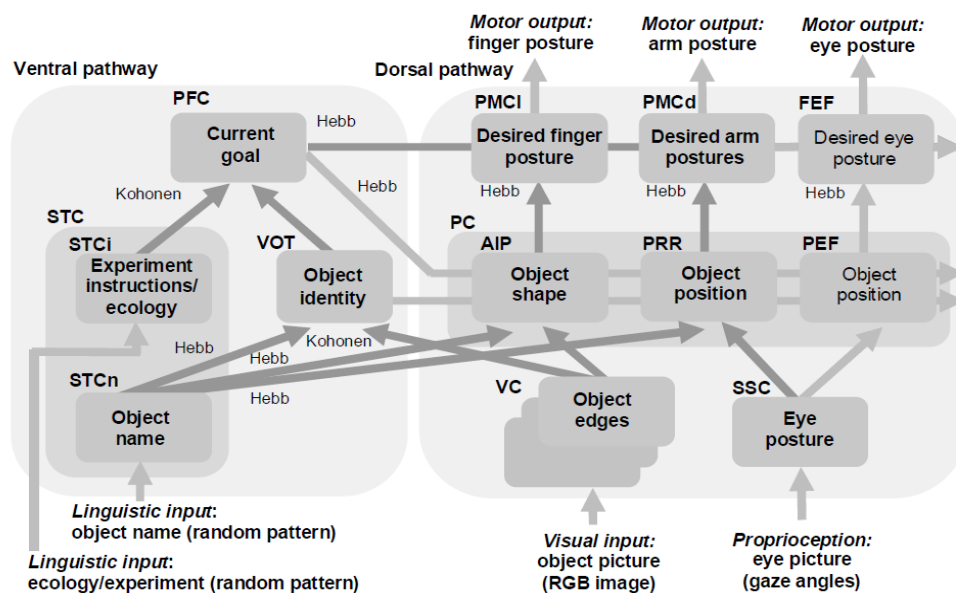 Motor output:
finger posture
Motor output:
arm posture
Motor output:
eye posture
Ventral pathway
Dorsal pathway
PFC
PMCl
PMCd
FEF
Current
goal
Hebb
Desired finger
posture
Desired arm
postures
Desired eye
posture
Kohonen
Hebb
Hebb
Hebb
Hebb
STC
PC
STCi
VOT
AIP
PRR
PEF
Experiment
instructions/
ecology
Object
identity
Object
shape
Object
position
Object
position
Hebb
Hebb
Kohonen
STCn
Hebb
VC
SSC
Object
name
Object
edges
Eye
posture
Linguistic input:
object name (random pattern)
Linguistic input:
ecology/experiment (random pattern)
Visual input:
object picture
(RGB image)
Proprioception:
eye picture
(gaze angles)